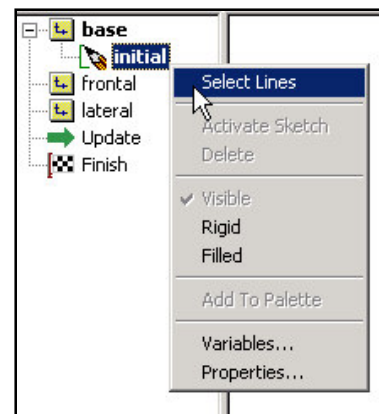 base
initial
frontal
lateral
Update
Finish
Select Lines
Activate Sketch
Delete
Visible
Rigid
Filled
Add To Palette
Variables...
Properties...